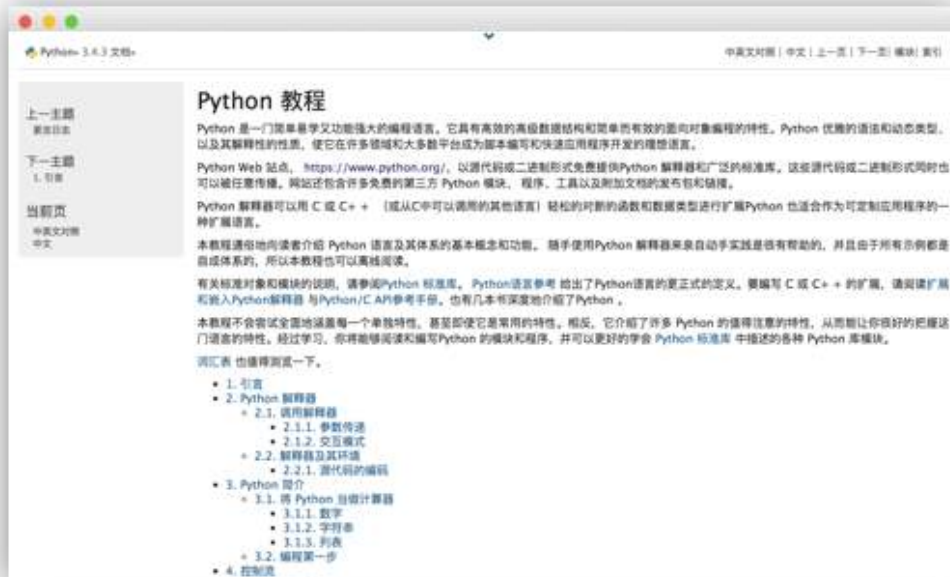 Python» 3.4.3 文档»
中英文对照 | 中文 | 上一页 | 下一页| 模块| 索引
上一主题
更改日志
下一主题
1. 引言
当前页
中英文对照
中文
Python 教程
Python 是一门简单易学又功能强大的编程语言。它具有高效的高级数据结构和简单而有效的面向对象编程的特性。Python 优雅的语法和动态类型、
以及其解释性的性质，使它在许多领域和大多数平台成为脚本编写和快速应用程序开发的理想语言。
Python Web 站点， https://www.python.org/，以源代码或二进制形式免费提供Python 解释器和广泛的标准库。这些源代码或二进制形式同时也
可以被任意传播。网站还包含许多免费的第三方 Python 模块、 程序、工具以及附加文档的发布包和链接。
Python 解释器可以用 C 或 C+ + （或从C中可以调用的其他语言）轻松的对新的函数和数据类型进行扩展Python 也适合作为可定制应用程序的一
种扩展语言。
本教程通俗地向读者介绍 Python 语言及其体系的基本概念和功能。 随手使用Python 解释器来亲自动手实践是很有帮助的，并且由于所有示例都是
自成体系的，所以本教程也可以离线阅读。
有关标准对象和模块的说明，请参阅Python 标准库。 Python语言参考 给出了Python语言的更正式的定义。要编写 C 或 C+ + 的扩展，请阅读扩展
和嵌入Python解释器 与Python/C API参考手册。也有几本书深度地介绍了Python 。
本教程不会尝试全面地涵盖每一个单独特性，甚至即使它是常用的特性。相反，它介绍了许多 Python 的值得注意的特性，从而能让你很好的把握这
门语言的特性。经过学习，你将能够阅读和编写Python 的模块和程序，并可以更好的学会 Python 标准库 中描述的各种 Python 库模块。
词汇表 也值得浏览一下。
1. 引言
2. Python 解释器
2.1. 调用解释器
2.1.1. 参数传递
2.1.2. 交互模式
2.2. 解释器及其环境
2.2.1. 源代码的编码
3. Python 简介
3.1. 将 Python 当做计算器
3.1.1. 数字
3.1.2. 字符串
3.1.3. 列表
3.2. 编程第一步
4. 控制流